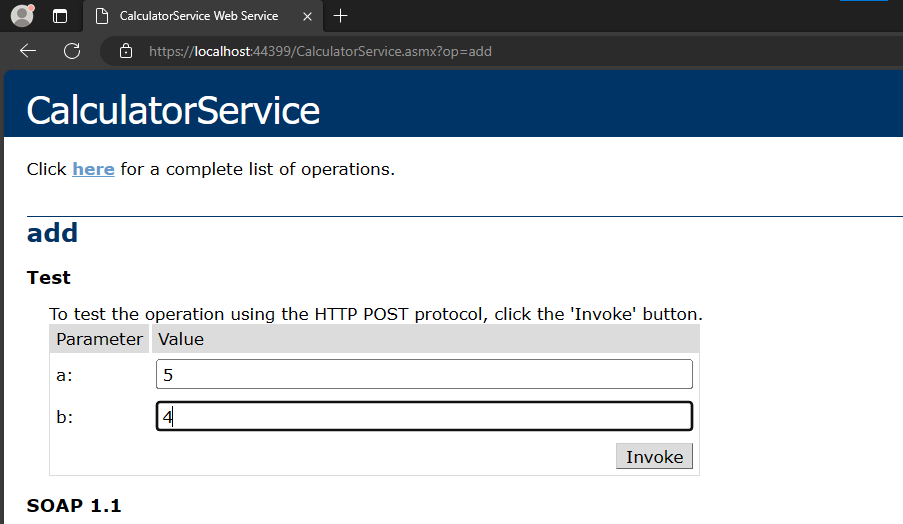 CalculatorService Web Service
https://localhost:44399/CalculatorService.asmx?op=add
CalculatorService
Click here for a complete list of operations.
add
Test
To test the operation using the HTTP POST protocol, click the 'Invoke' button.
Parameter Value
a: 5
b: 4
Invoke
SOAP 1.1